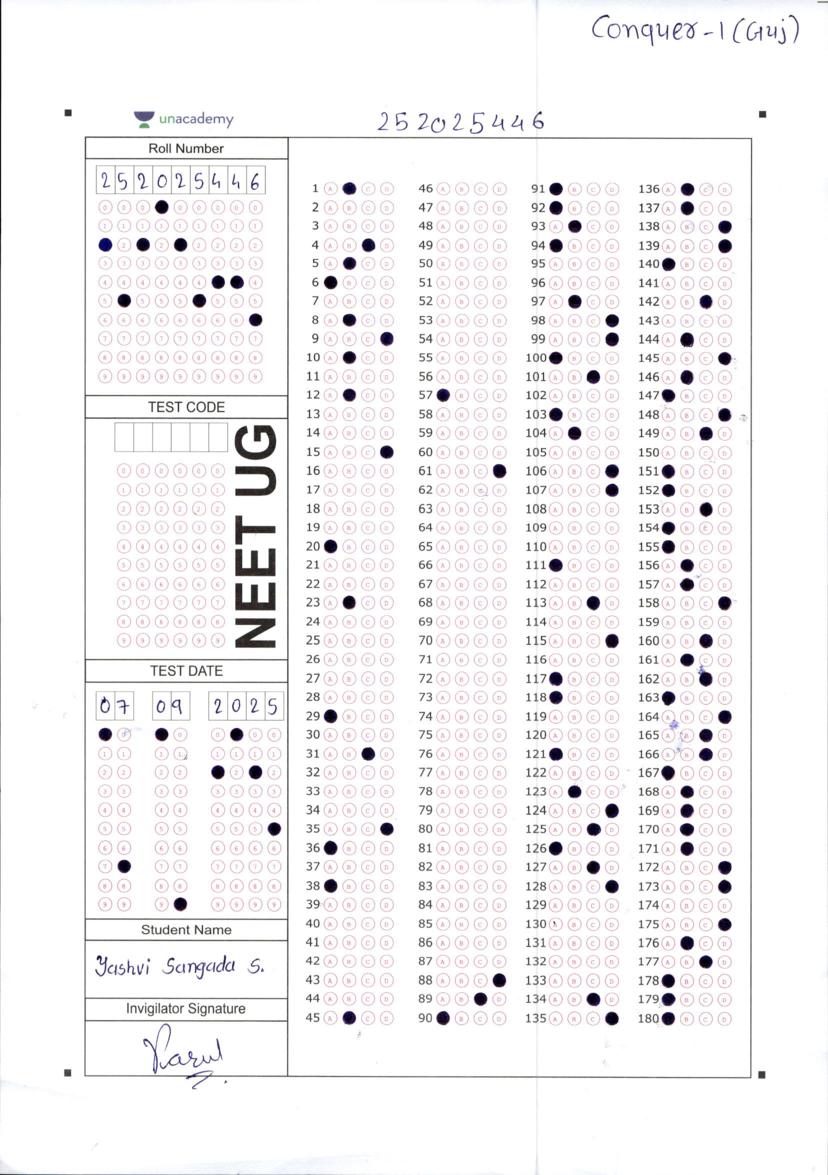 Conquer-1 (Guj)
unacademy
252025446
Roll Number
2 5 2 0 2 5 4 4 6
TEST CODE
NEET UG
TEST DATE
07 09 2025
Student Name
Yashvi Sangada S.
Invigilator Signature
1 A C D 46 A B C D 91 B C D 136 A C D
2 A B C D 47 A B C D 92 B C D 137 A C D
3 A B C D 48 A B C D 93 A C D 138 A B C
4 A B D 49 A B C D 94 B C D 139 A B C
5 A C D 50 A B C D 95 A B C D 140 B C D
6 B C D 51 A B C D 96 A B C D 141 A B C D
7 A B C D 52 A B C D 97 A C D 142 A B D
8 A C D 53 A B C D 98 A B C 143 A B C D
9 A B C 54 A B C D 99 A B C 144 A C D
10 A C D 55 A B C D 100 B C D 145 A B C
11 A B C D 56 A B C D 101 A B D 146 A C D
12 A C D 57 B C D 102 A B C D 147 B C D
13 A B C D 58 A B C D 103 B C D 148 A B C
14 A B C D 59 A B C D 104 A C D 149 A B D
15 A B C 60 A B C D 105 A B C D 150 A B C D
16 A B C D 61 A B C 106 A B C 151 B C D
17 A B C D 62 A B C D 107 A B C 152 B C D
18 A B C D 63 A B C D 108 A B C D 153 A B D
19 A B C D 64 A B C D 109 A B C D 154 B C D
20 B C D 65 A B C D 110 A B C D 155 B C D
21 A B C D 66 A B C D 111 B C D 156 A C D
22 A B C D 67 A B C D 112 A B C D 157 A C D
23 A C D 68 A B C D 113 A B D 158 A B C
24 A B C D 69 A B C D 114 A B C D 159 A B C D
25 A B C D 70 A B C D 115 A B C 160 A B D
26 A B C D 71 A B C D 116 A B C D 161 A C D
27 A B C D 72 A B C D 117 B C D 162 A B D
28 A B C D 73 A B C D 118 B C D 163 B C D
29 B C D 74 A B C D 119 A B C D 164 A B C
30 A B C D 75 A B C D 120 A B C D 165 A B D
31 A B D 76 A B C D 121 B C D 166 A B D
32 A B C D 77 A B C D 122 A B C D 167 B C D
33 A B C D 78 A B C D 123 A C D 168 A C D
34 A B C D 79 A B C D 124 A B C 169 A C D
35 A B C 80 A B C D 125 A B D 170 A C D
36 B C D 81 A B C D 126 B C D 171 A C D
37 A B C D 82 A B C D 127 A B D 172 A B C
38 B C D 83 A B C D 128 A B C 173 A B C
39 A B C D 84 A B C D 129 A B C D 174 A B C D
40 A B C D 85 A B C D 130 A B C D 175 A B C
41 A B C D 86 A B C D 131 A B C D 176 A C D
42 A B C D 87 A B C D 132 A B C D 177 A B D
43 A B C D 88 A B C 133 A B C D 178 B C D
44 A B C D 89 A B D 134 A B D 179 B C D
45 A C D 90 B C D 135 A B C 180 B C D